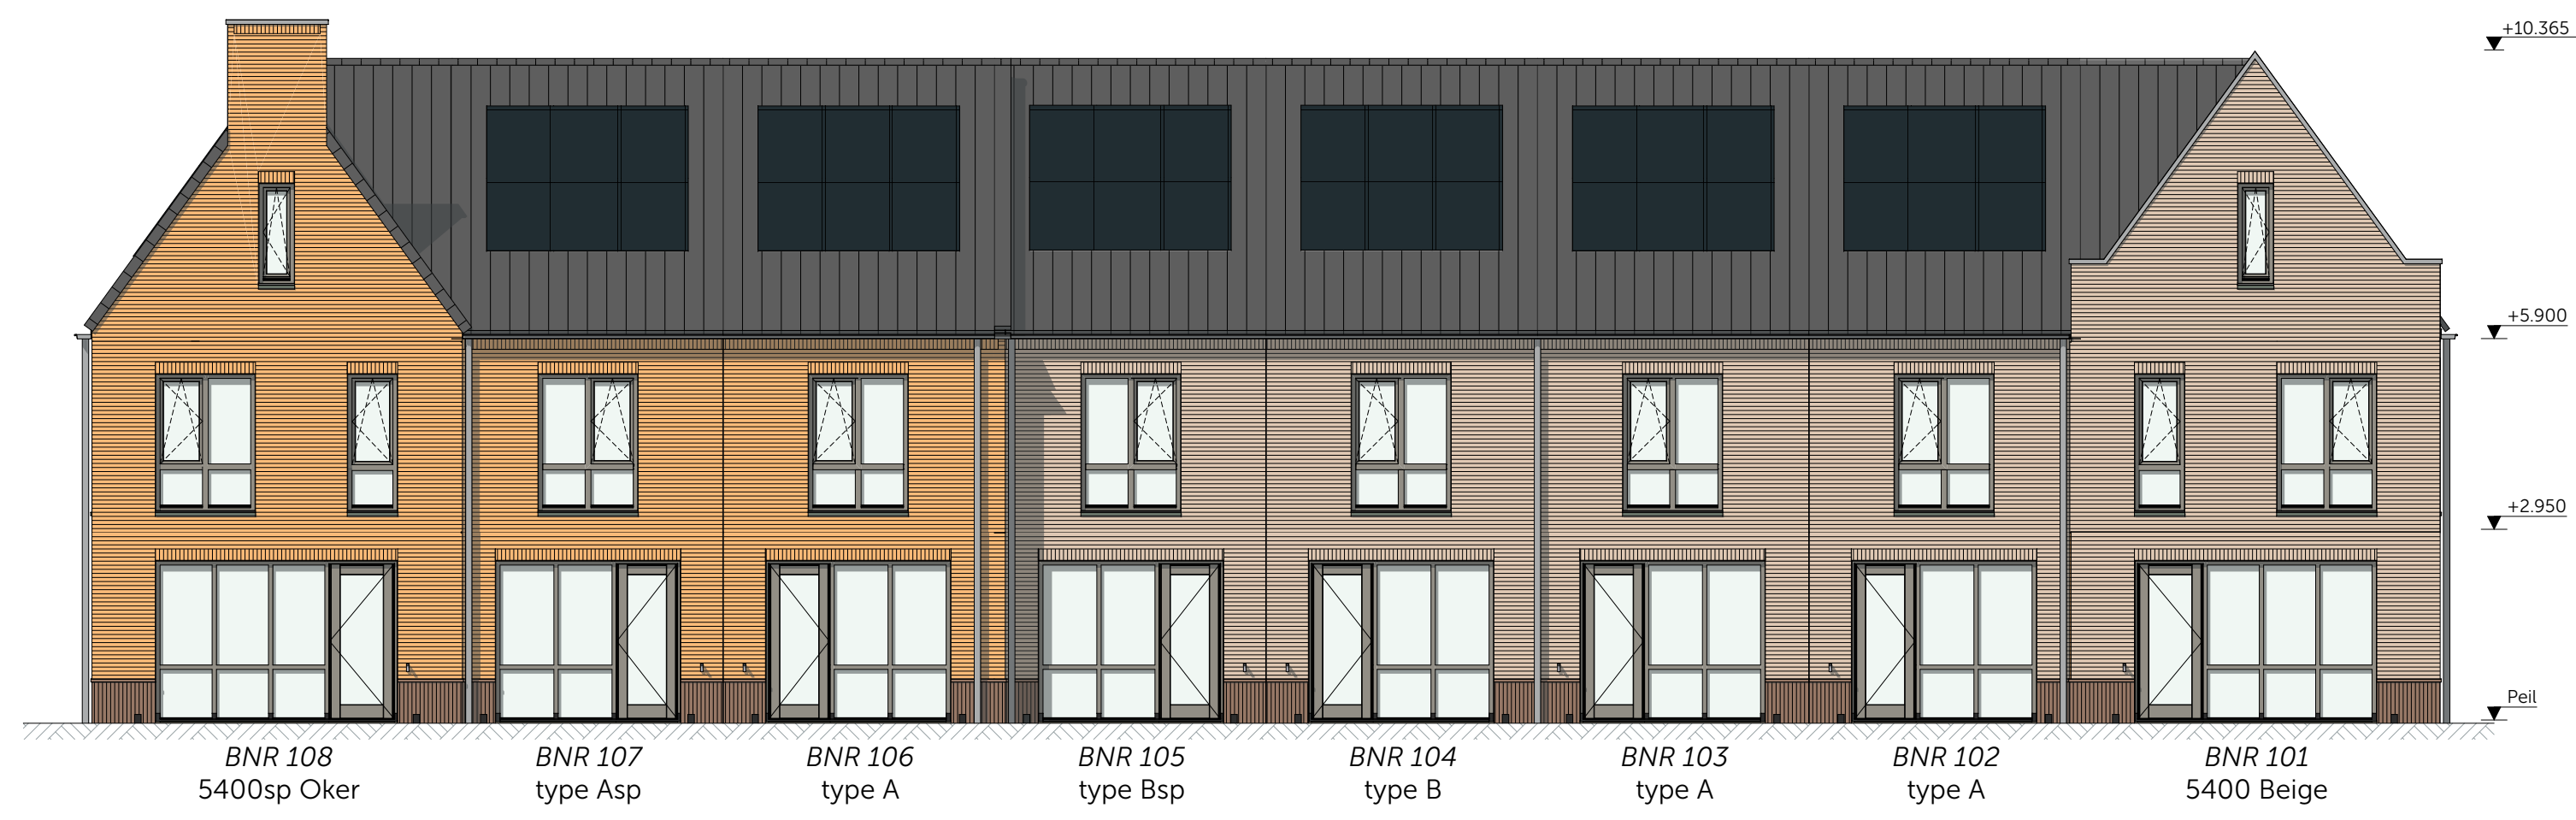 +10.365
+5.900
+2.950
Peil
BNR 108
5400sp Oker
BNR 107
type Asp
BNR 106
type A
BNR 105
type Bsp
BNR 104
type B
BNR 103
type A
BNR 102
type A
BNR 101
5400 Beige